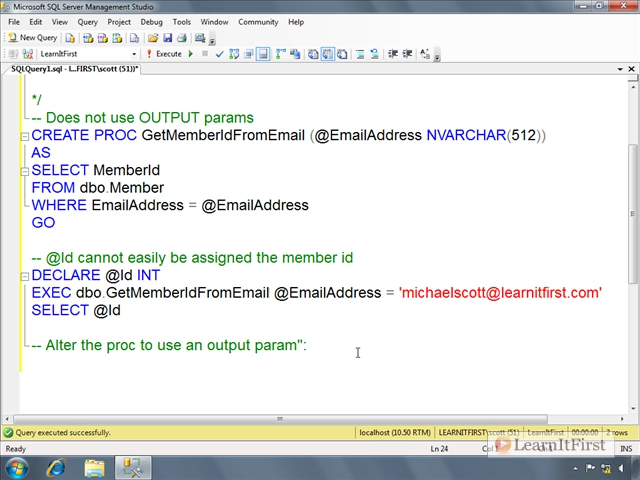 Microsoft SQL Server Management Studio
File Edit View Query Project Debug Tools Window Community Help
New Query
LearnItFirst Execute
SQLQuery1.sql - l...FIRST\scott (51))*
*/
-- Does not use OUTPUT params
CREATE PROC GetMemberIdFromEmail (@EmailAddress NVARCHAR(512))
AS
SELECT MemberId
FROM dbo.Member
WHERE EmailAddress = @EmailAddress
GO
-- @Id cannot easily be assigned the member id
DECLARE @Id INT
EXEC dbo.GetMemberIdFromEmail @EmailAddress = 'michaelscott@learnitfirst.com'
SELECT @Id
-- Alter the proc to use an output param":
Query executed successfully. localhost (10.50 RTM) LEARNITFIRST\scott (51) LearnItFirst 00:00:00 2 rows
Ready Ln 24 INS
LearnItFirst